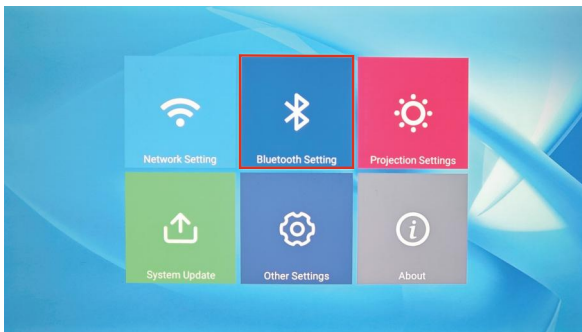 Network Setting
Bluetooth Setting
Projection Settings
System Update
Other Settings
About